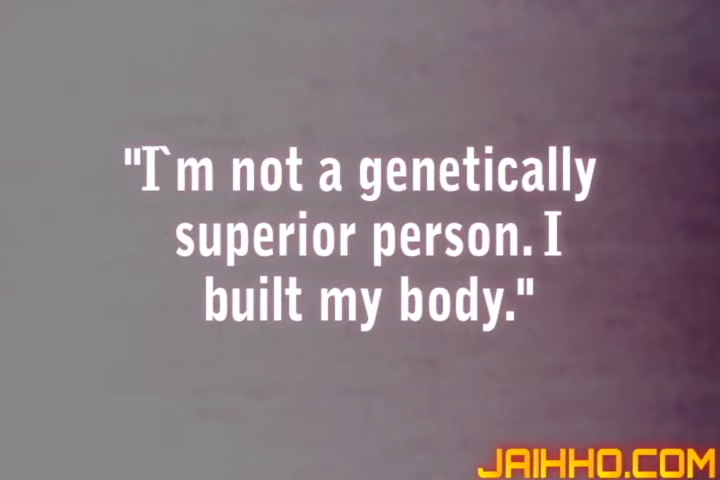 "I`m not a genetically
superior person. I
built my body."
JAIHHO.COM